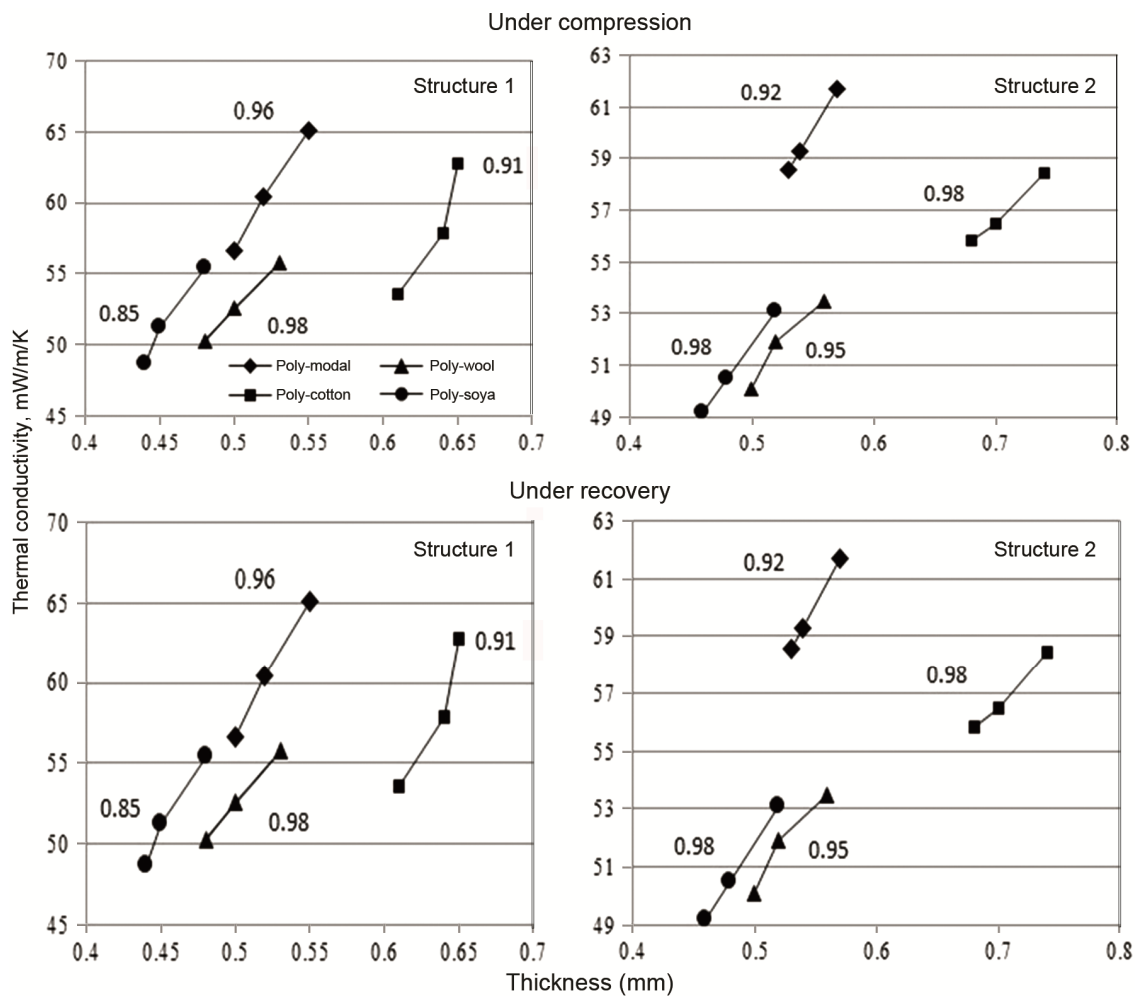 Under compression
Structure 1
70
65
60
55
50
45
0.96
0.91
0.85
0.98
Poly-modal
Poly-wool
Poly-cotton
Poly-soya
0.4 0.45 0.5 0.55 0.6 0.65 0.7
Structure 2
63
61
59
57
55
53
51
49
0.92
0.98
0.98
0.95
0.4 0.5 0.6 0.7 0.8
Thermal conductivity, mW/m/K
Under recovery
Structure 1
70
65
60
55
50
45
0.96
0.91
0.85
0.98
0.4 0.45 0.5 0.55 0.6 0.65 0.7
Structure 2
63
61
59
57
55
53
51
49
0.92
0.98
0.98
0.95
0.4 0.5 0.6 0.7 0.8
Thickness (mm)